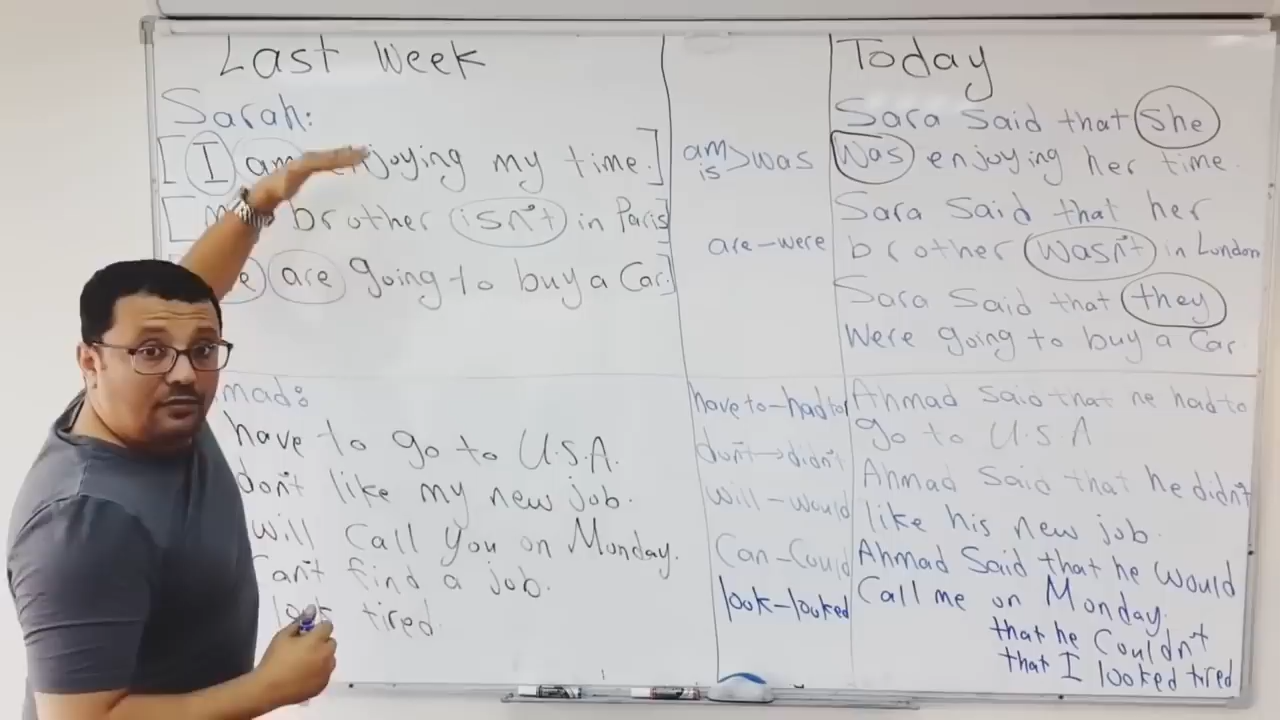 Last Week
Sarah:
[I am enjoying my time.]
brother isn't in Paris]
are going to buy a Car.]
mad:
have to go to U.S.A.
don't like my new job.
will Call You on Monday.
Can't find a job.
look tired.
am
is > was
are - were
have to - had to
don't → didn't
will - would
Can - Could
look - looked
Today
Sara Said that she
was enjoying her time.
Sara Said that her
brother wasn't in London
Sara Said that they
Were going to buy a Car
Ahmad Said that he had to
go to U.S.A
Ahmad Said that he didn't
like his new job.
Ahmad Said that he would
Call me on Monday.
that he Couldn't
that I looked tired